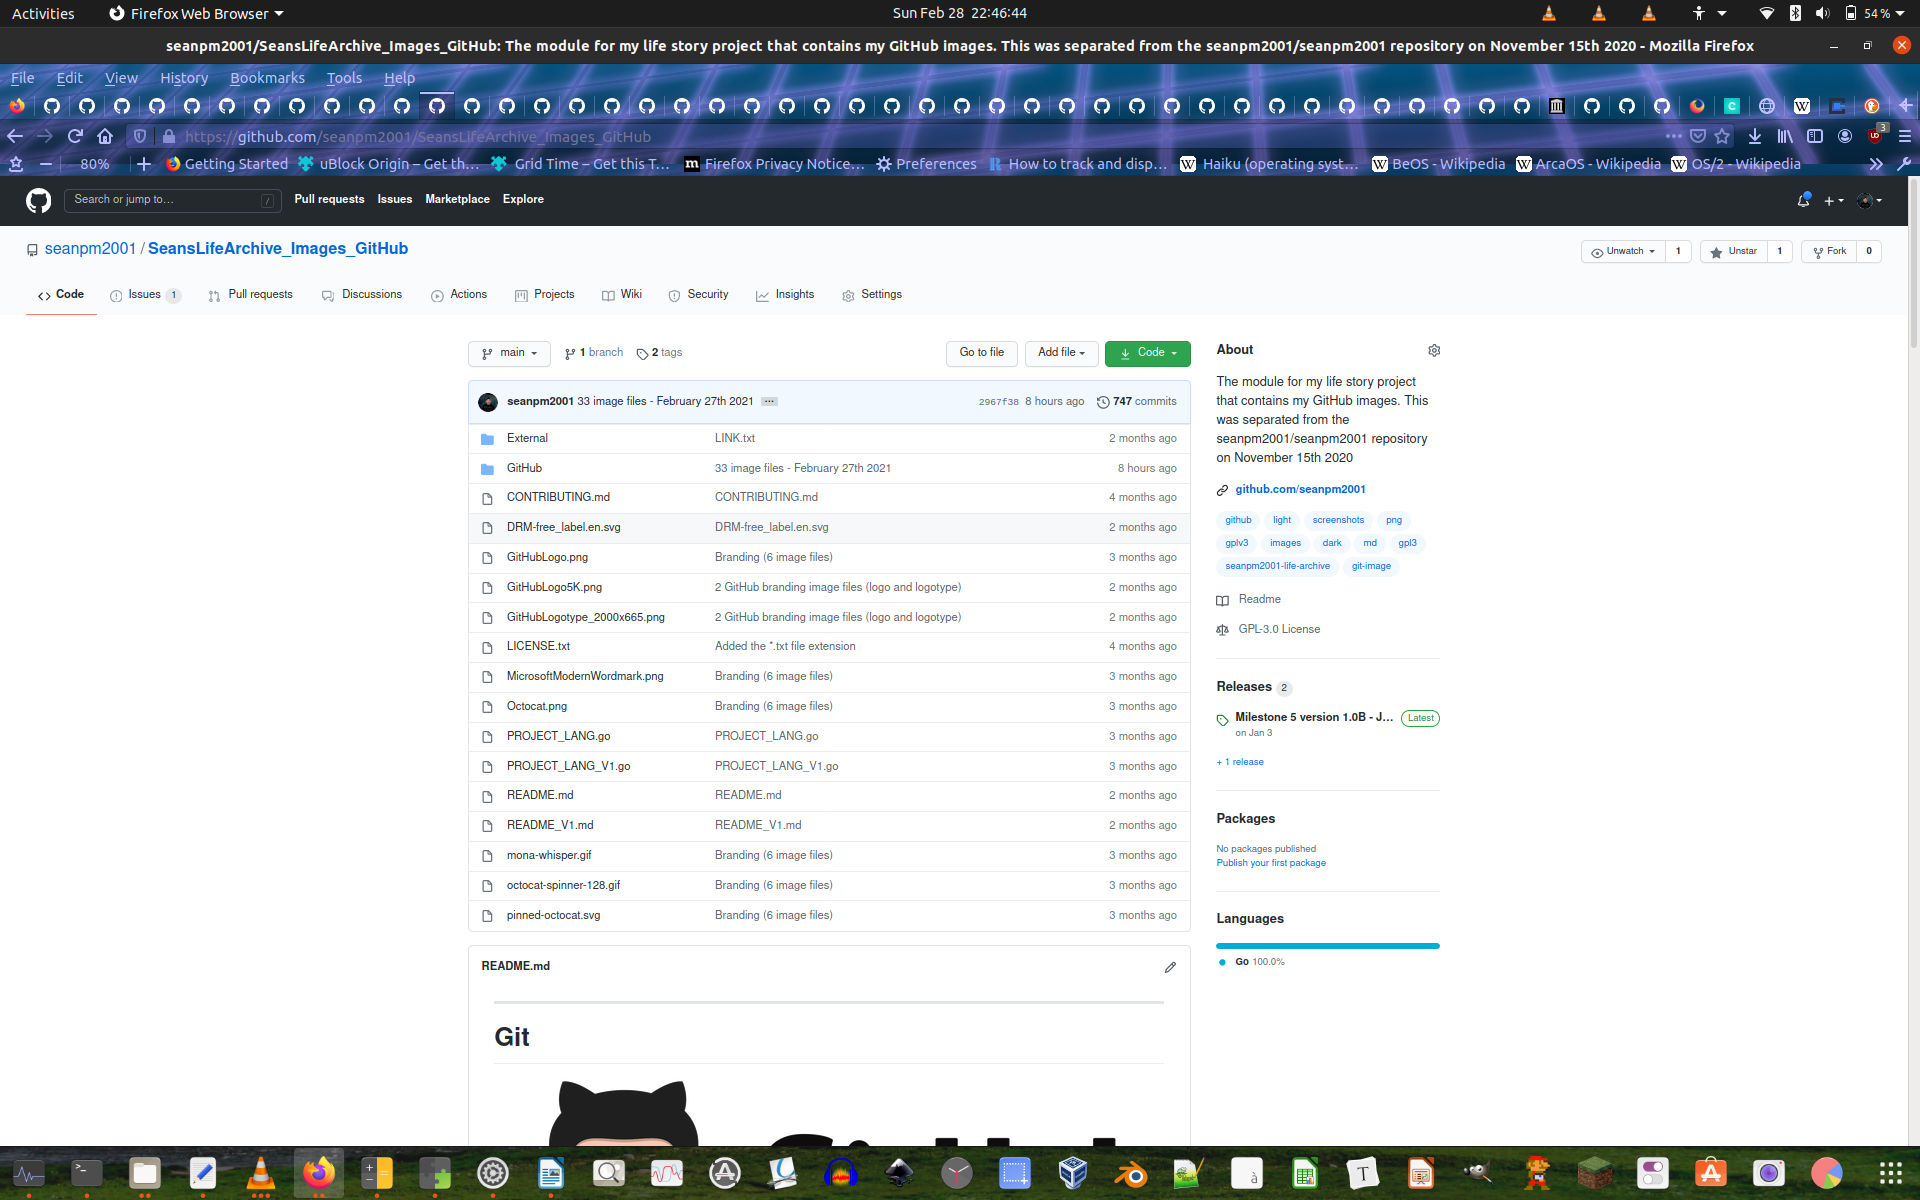 Activities Firefox Web Browser Sun Feb 28 22:46:44 54 %
seanpm2001/SeansLifeArchive_Images_GitHub: The module for my life story project that contains my GitHub images. This was separated from the seanpm2001/seanpm2001 repository on November 15th 2020 - Mozilla Firefox
File Edit View History Bookmarks Tools Help
https://github.com/seanpm2001/SeansLifeArchive_Images_GitHub 3
80% Getting Started uBlock Origin – Get th… Grid Time – Get this T… Firefox Privacy Notice… Preferences How to track and disp… Haiku (operating syst… BeOS - Wikipedia ArcaOS - Wikipedia OS/2 - Wikipedia
Search or jump to… / Pull requests Issues Marketplace Explore
seanpm2001 / SeansLifeArchive_Images_GitHub Unwatch 1 Unstar 1 Fork 0
Code Issues 1 Pull requests Discussions Actions Projects Wiki Security Insights Settings
main 1 branch 2 tags Go to file Add file Code
seanpm2001 33 image files - February 27th 2021 … 2967f38 8 hours ago 747 commits
External LINK.txt 2 months ago
GitHub 33 image files - February 27th 2021 8 hours ago
CONTRIBUTING.md CONTRIBUTING.md 4 months ago
DRM-free_label.en.svg DRM-free_label.en.svg 2 months ago
GitHubLogo.png Branding (6 image files) 3 months ago
GitHubLogo5K.png 2 GitHub branding image files (logo and logotype) 2 months ago
GitHubLogotype_2000x665.png 2 GitHub branding image files (logo and logotype) 2 months ago
LICENSE.txt Added the *.txt file extension 4 months ago
MicrosoftModernWordmark.png Branding (6 image files) 3 months ago
Octocat.png Branding (6 image files) 3 months ago
PROJECT_LANG.go PROJECT_LANG.go 3 months ago
PROJECT_LANG_V1.go PROJECT_LANG_V1.go 3 months ago
README.md README.md 2 months ago
README_V1.md README_V1.md 2 months ago
mona-whisper.gif Branding (6 image files) 3 months ago
octocat-spinner-128.gif Branding (6 image files) 3 months ago
pinned-octocat.svg Branding (6 image files) 3 months ago
README.md
Git
About
The module for my life story project
that contains my GitHub images. This
was separated from the
seanpm2001/seanpm2001 repository
on November 15th 2020
github.com/seanpm2001
github light screenshots png
gplv3 images dark md gpl3
seanpm2001-life-archive git-image
Readme
GPL-3.0 License
Releases 2
Milestone 5 version 1.0B - J… Latest
on Jan 3
+ 1 release
Packages
No packages published
Publish your first package
Languages
Go 100.0%